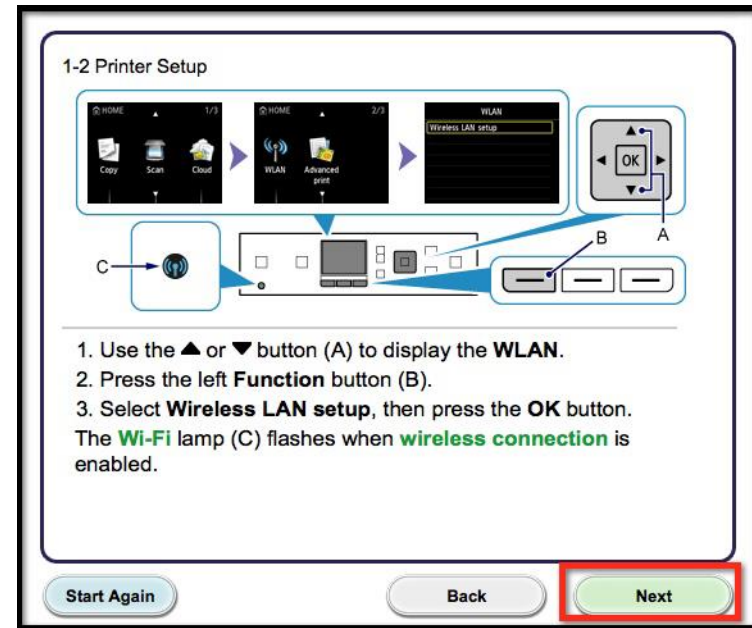 1-2 Printer Setup
HOME 1/3
Copy Scan Cloud
HOME 2/3
WLAN Advanced
print
WLAN
Wireless LAN setup
OK
A
B
C
1. Use the ▲ or ▼ button (A) to display the WLAN.
2. Press the left Function button (B).
3. Select Wireless LAN setup, then press the OK button.
The Wi-Fi lamp (C) flashes when wireless connection is
enabled.
Start Again Back Next